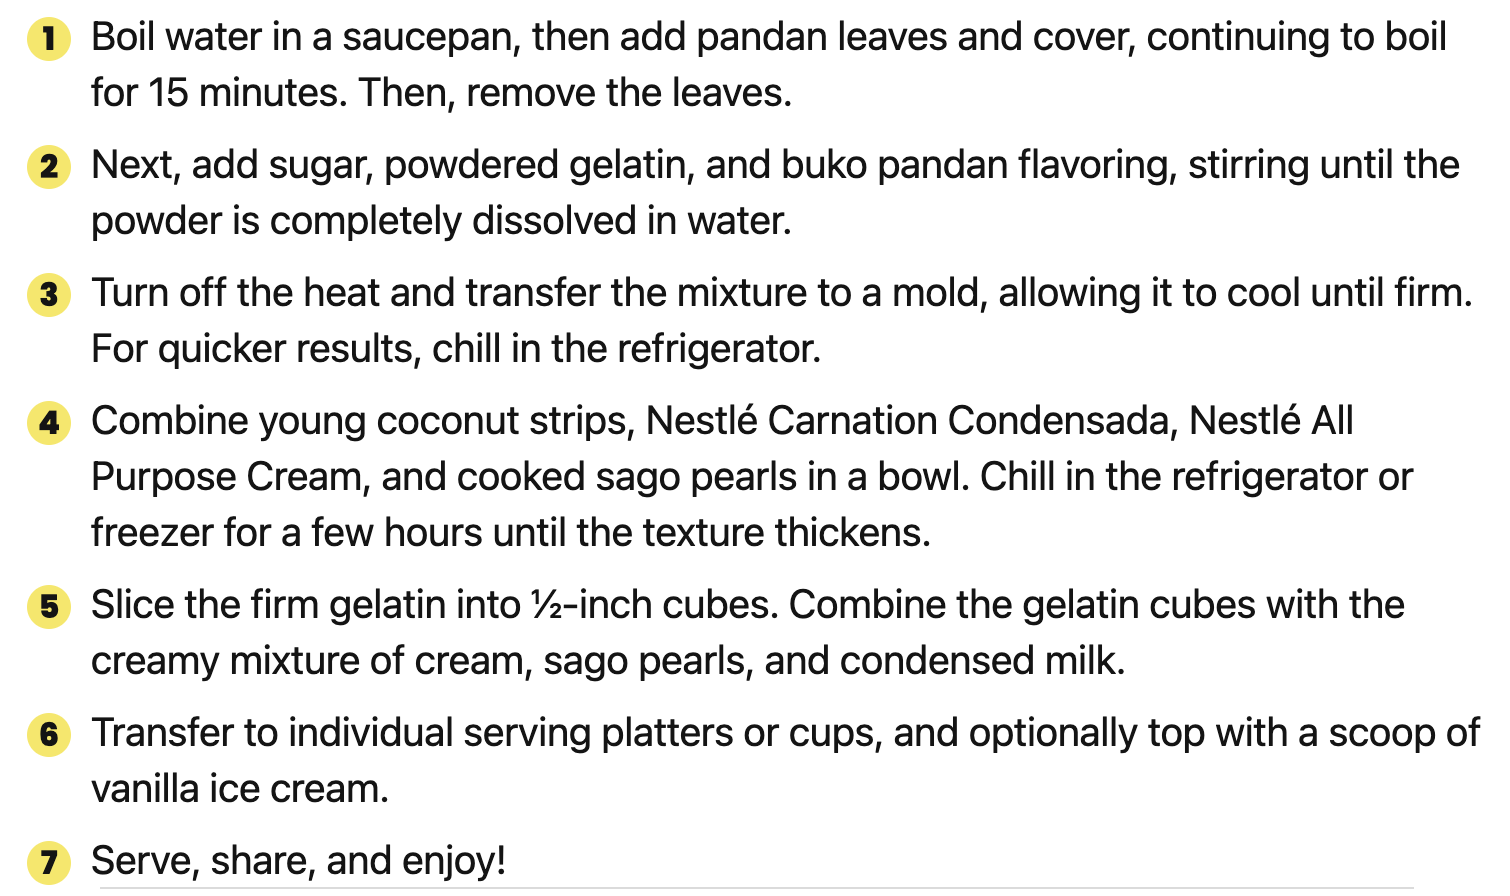 1 Boil water in a saucepan, then add pandan leaves and cover, continuing to boil
for 15 minutes. Then, remove the leaves.
2 Next, add sugar, powdered gelatin, and buko pandan flavoring, stirring until the
powder is completely dissolved in water.
3 Turn off the heat and transfer the mixture to a mold, allowing it to cool until firm.
For quicker results, chill in the refrigerator.
4 Combine young coconut strips, Nestlé Carnation Condensada, Nestlé All
Purpose Cream, and cooked sago pearls in a bowl. Chill in the refrigerator or
freezer for a few hours until the texture thickens.
5 Slice the firm gelatin into ½-inch cubes. Combine the gelatin cubes with the
creamy mixture of cream, sago pearls, and condensed milk.
6 Transfer to individual serving platters or cups, and optionally top with a scoop of
vanilla ice cream.
7 Serve, share, and enjoy!